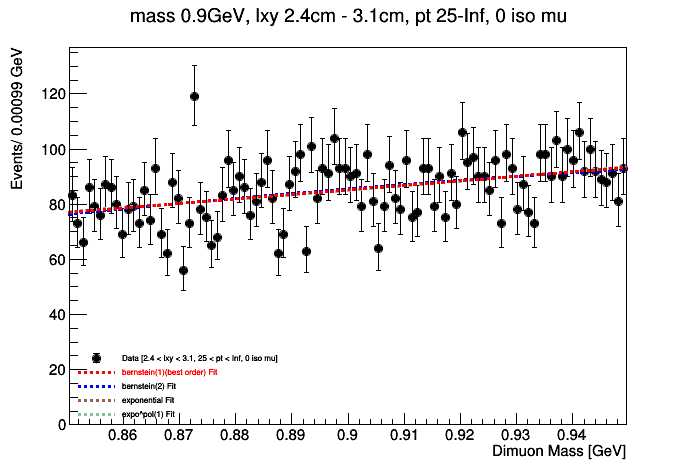 mass 0.9GeV, lxy 2.4cm - 3.1cm, pt 25-Inf, 0 iso mu
Events/ 0.00099 GeV
120
100
80
60
40
20
0
Data [2.4 < lxy < 3.1, 25 < pt < Inf, 0 iso mu]
bernstein(1)(best order) Fit
bernstein(2) Fit
exponential Fit
expo*pol(1) Fit
0.86 0.87 0.88 0.89 0.9 0.91 0.92 0.93 0.94
Dimuon Mass [GeV]